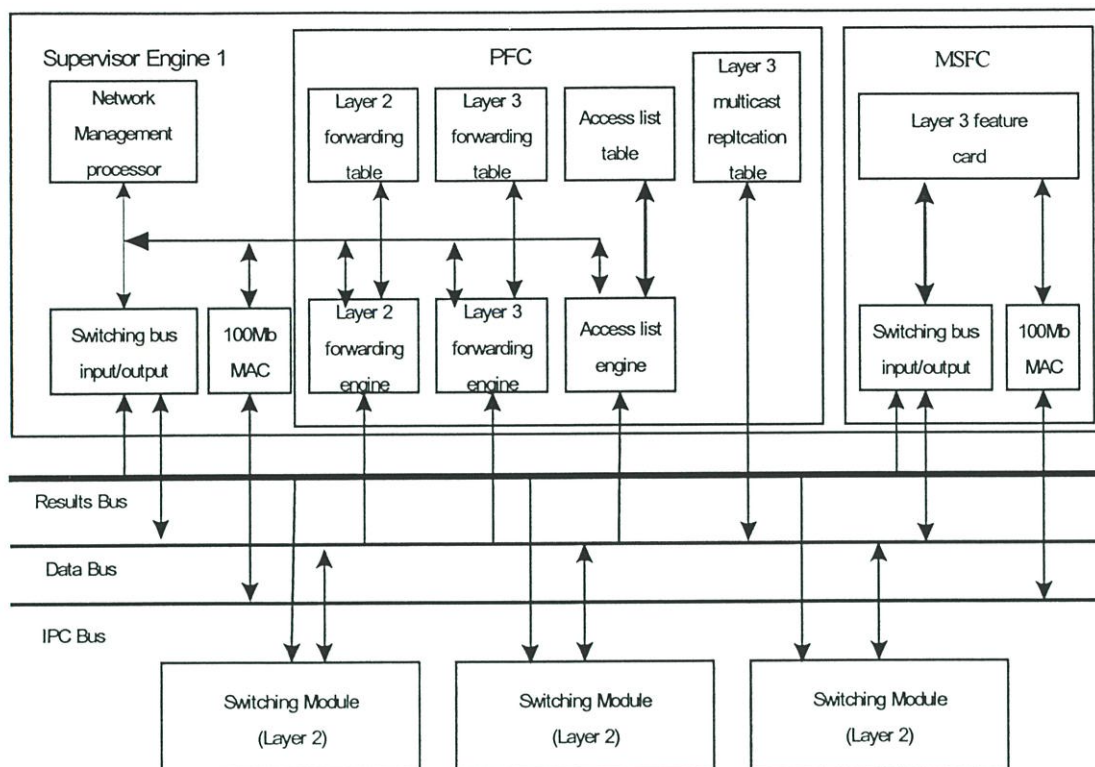 Supervisor Engine 1
PFC
MSFC
Network
Management
processor
Layer 2
forwarding
table
Layer 3
forwarding
table
Access list
table
Layer 3
multicast
repltcation
table
Layer 3 feature
card
Switching bus
input/output
100Mb
MAC
Layer 2
forwarding
engine
Layer 3
forwarding
engine
Access list
engine
Switching bus
input/output
100Mb
MAC
Results Bus
Data Bus
IPC Bus
Switching Module
(Layer 2)
Switching Module
(Layer 2)
Switching Module
(Layer 2)